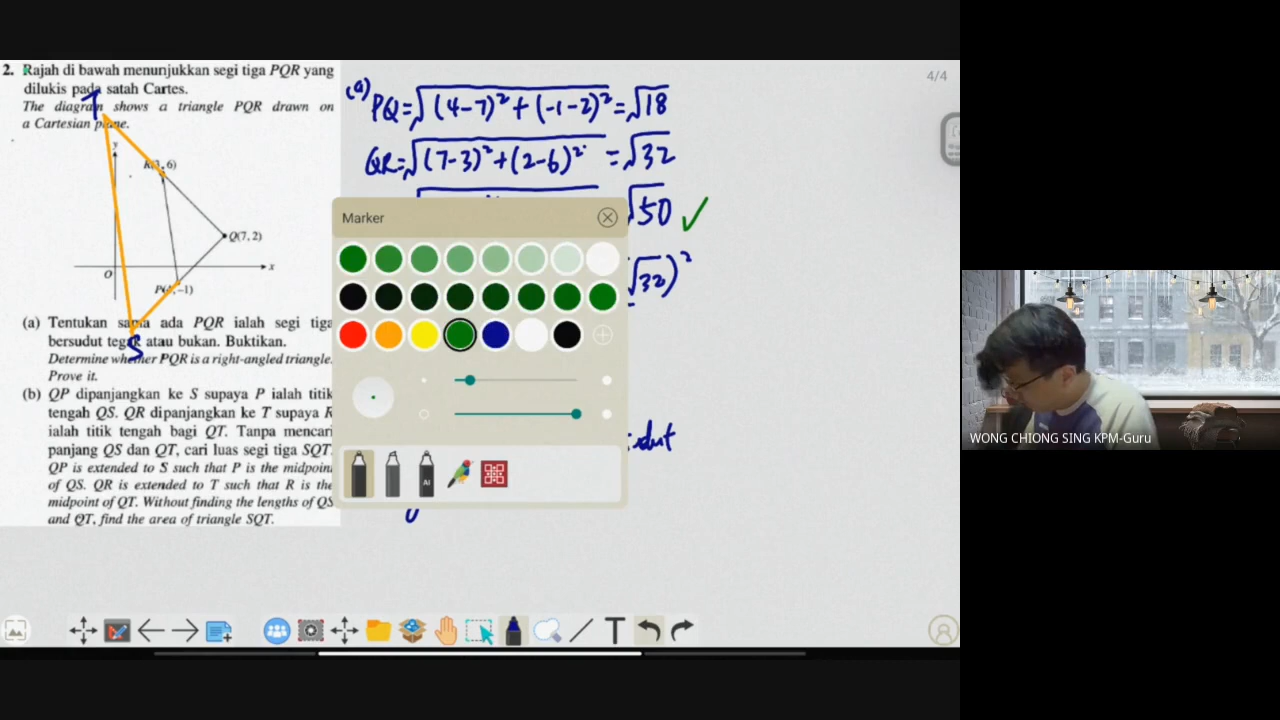 2. Rajah di bawah menunjukkan segi tiga PQR yang
dilukis pada satah Cartes.
The diagram shows a triangle PQR drawn on
a Cartesian plane.
T
y
R(3, 6)
Q(7, 2)
O
x
P(4, −1)
S
(a) Tentukan sama ada PQR ialah segi tiga
bersudut tegak atau bukan. Buktikan.
Determine whether PQR is a right-angled triangle.
Prove it.
(b) QP dipanjangkan ke S supaya P ialah titik
tengah QS. QR dipanjangkan ke T supaya R
ialah titik tengah bagi QT. Tanpa mencari
panjang QS dan QT, cari luas segi tiga SQT.
QP is extended to S such that P is the midpoint
of QS. QR is extended to T such that R is the
midpoint of QT. Without finding the lengths of QS
and QT, find the area of triangle SQT.
(a) PQ=√(4-7)²+(-1-2)² = √18
QR=√(7-3)²+(2-6)² = √32
√50 ✓
√32)²
Marker
AI
4/4
T
WONG CHIONG SING KPM-Guru